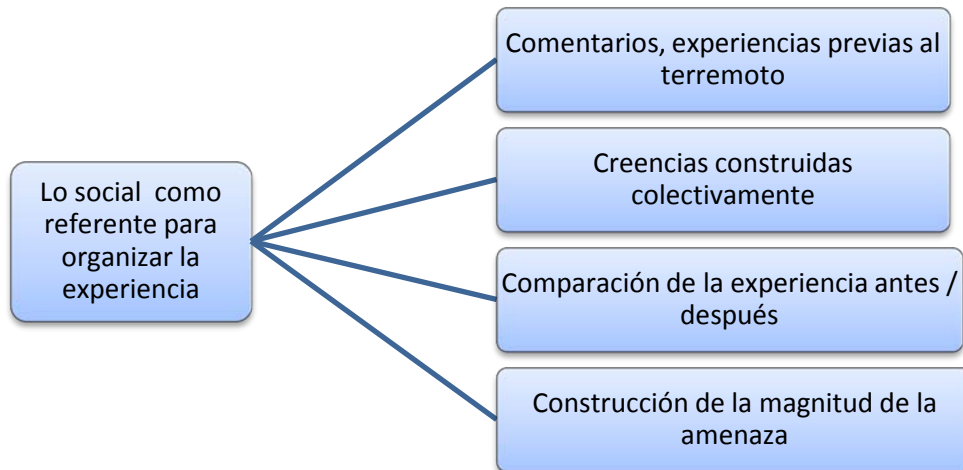 Comentarios, experiencias previas al
terremoto
Creencias construidas
colectivamente
Lo social como
referente para
organizar la
experiencia
Comparación de la experiencia antes /
después
Construcción de la magnitud de la
amenaza